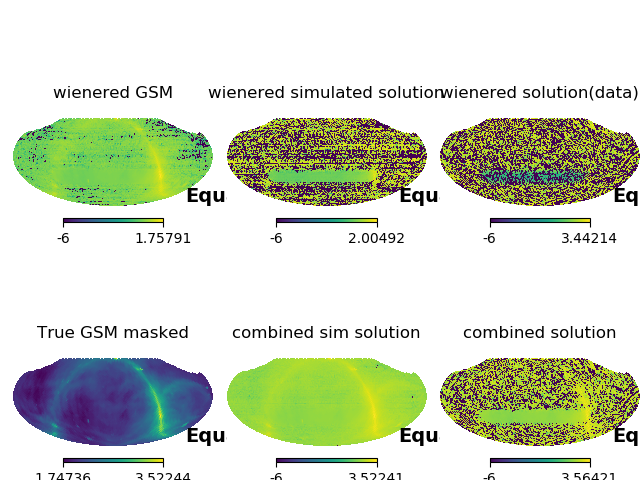 wienered GSM
wienered simulated solution
wienered solution(data)
Equ
Equ
Eq
-6
1.75791
-6
2.00492
-6
3.44214
True GSM masked
combined sim solution
combined solution
Equ
Equ
Eq
1.74736
3.52244
-6
3.52241
-6
3.56421